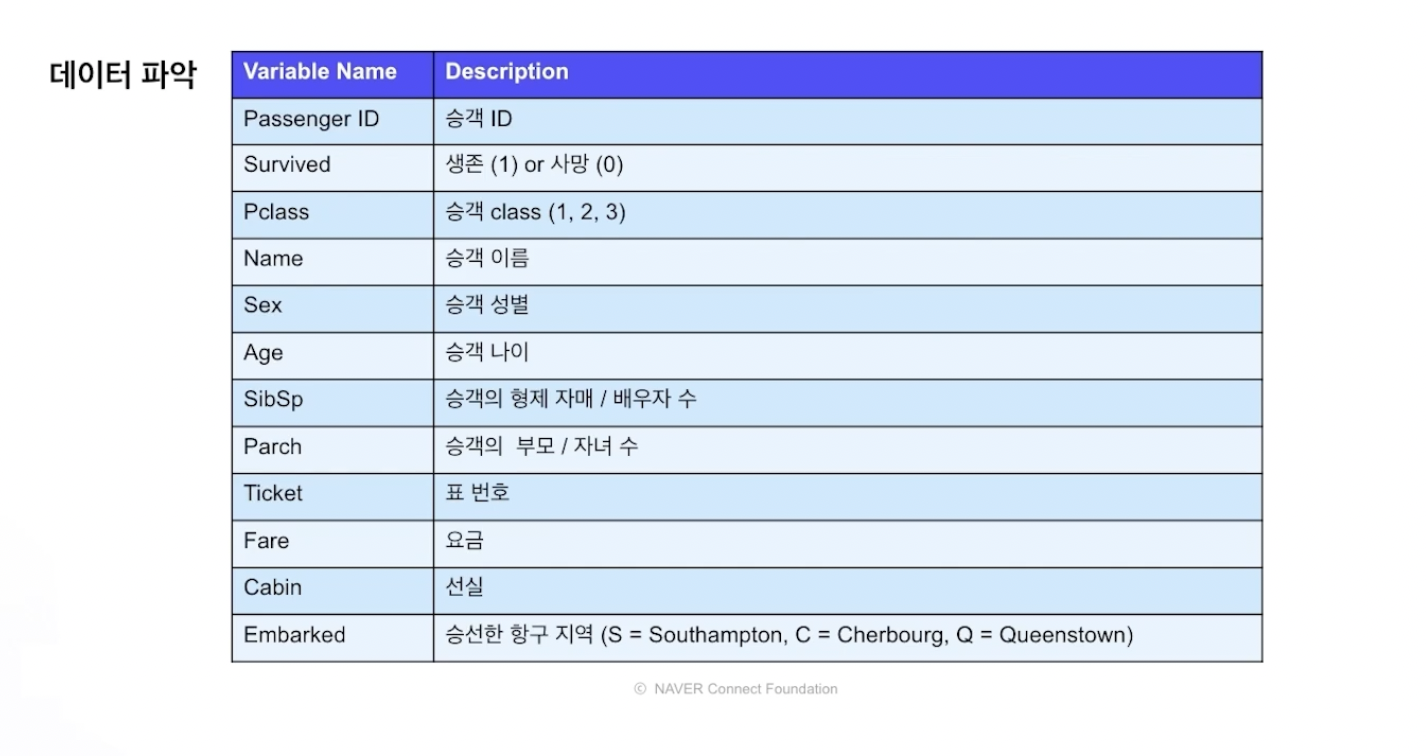 데이터 파악
Variable Name Description
Passenger ID 승객 ID
Survived 생존 (1) or 사망 (0)
Pclass 승객 class (1, 2, 3)
Name 승객 이름
Sex 승객 성별
Age 승객 나이
SibSp 승객의 형제 자매 / 배우자 수
Parch 승객의 부모 / 자녀 수
Ticket 표 번호
Fare 요금
Cabin 선실
Embarked 승선한 항구 지역 (S = Southampton, C = Cherbourg, Q = Queenstown)
© NAVER Connect Foundation